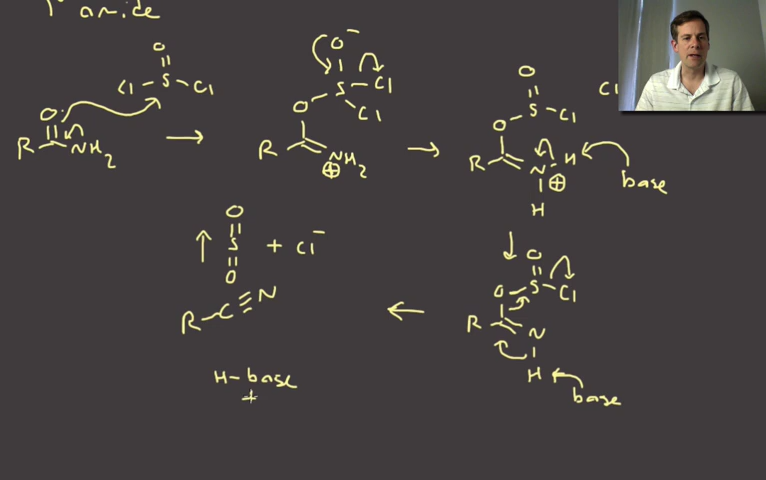 1° amide
O
Cl-S-Cl
O
R NH2
O-
S-Cl
O Cl
R NH2
⊕
O
S-Cl
O
R N-H
⊕
H
base
Cl
O
S + Cl-
O
R-C≡N
O
O-S-Cl
R N
H
base
H-base
+